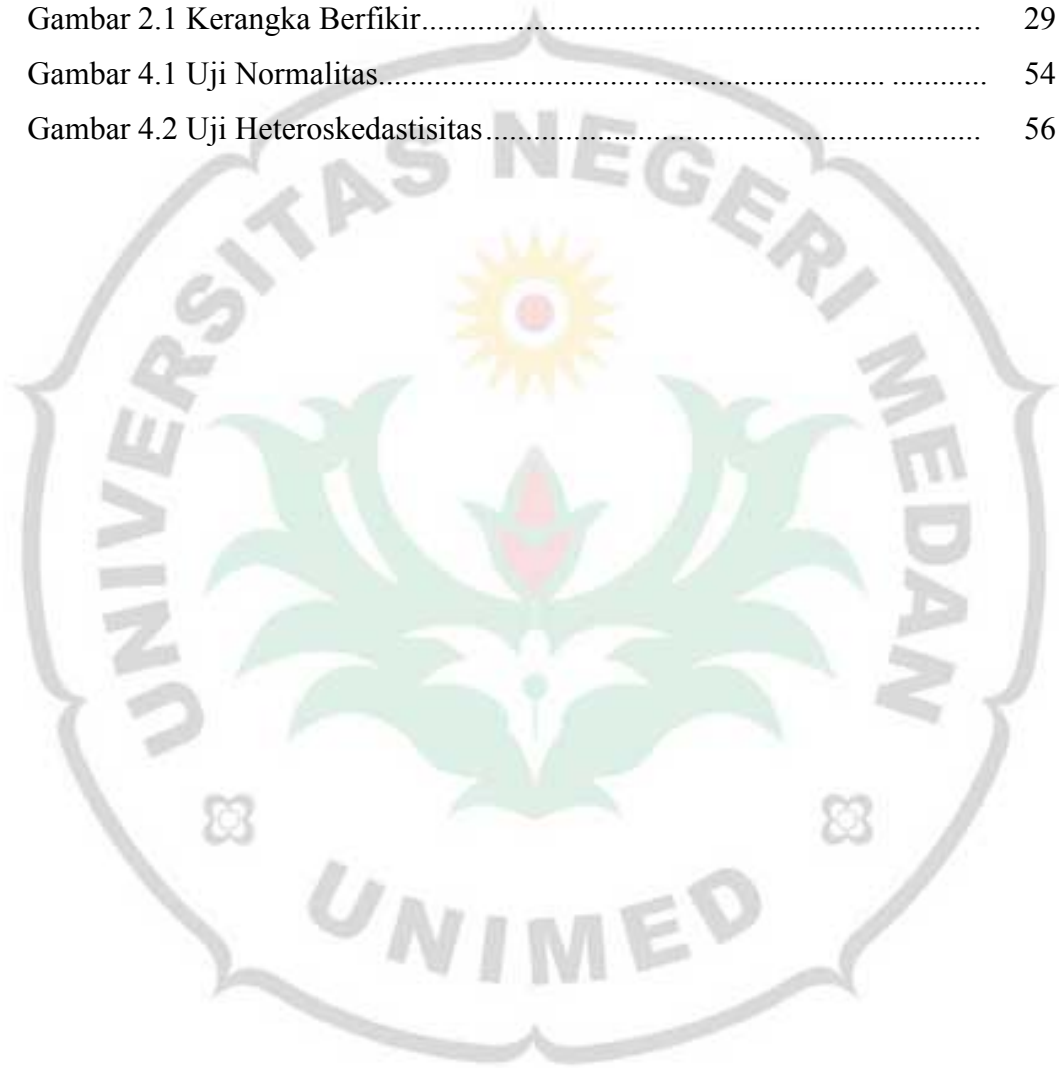 Gambar 2.1 Kerangka Berfikir.................................................................................... 29
Gambar 4.1 Uji Normalitas........................................................................... ............ 54
Gambar 4.2 Uji Heteroskedastisitas.......................................................................... 56
UNIVERSITAS NEGERI MEDAN
UNIMED